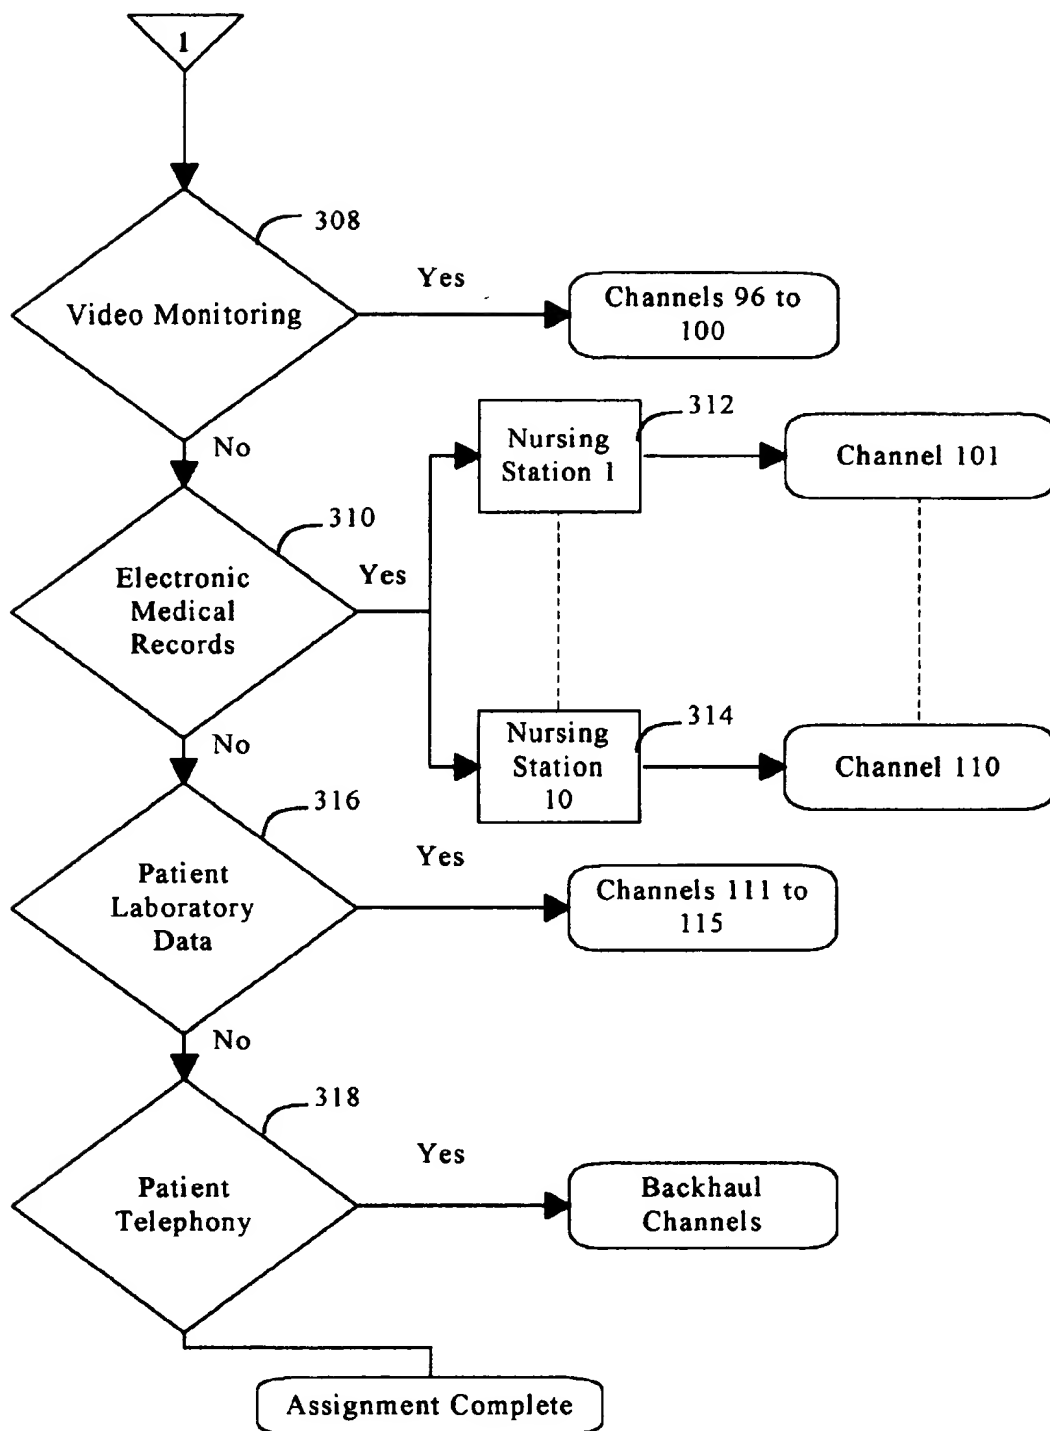 1
308
Video Monitoring
Yes
Channels 96 to
100
No
312
Nursing
Station 1
Channel 101
310
Electronic
Medical
Records
Yes
314
Nursing
Station
10
Channel 110
No
316
Patient
Laboratory
Data
Yes
Channels 111 to
115
No
318
Patient
Telephony
Yes
Backhaul
Channels
Assignment Complete